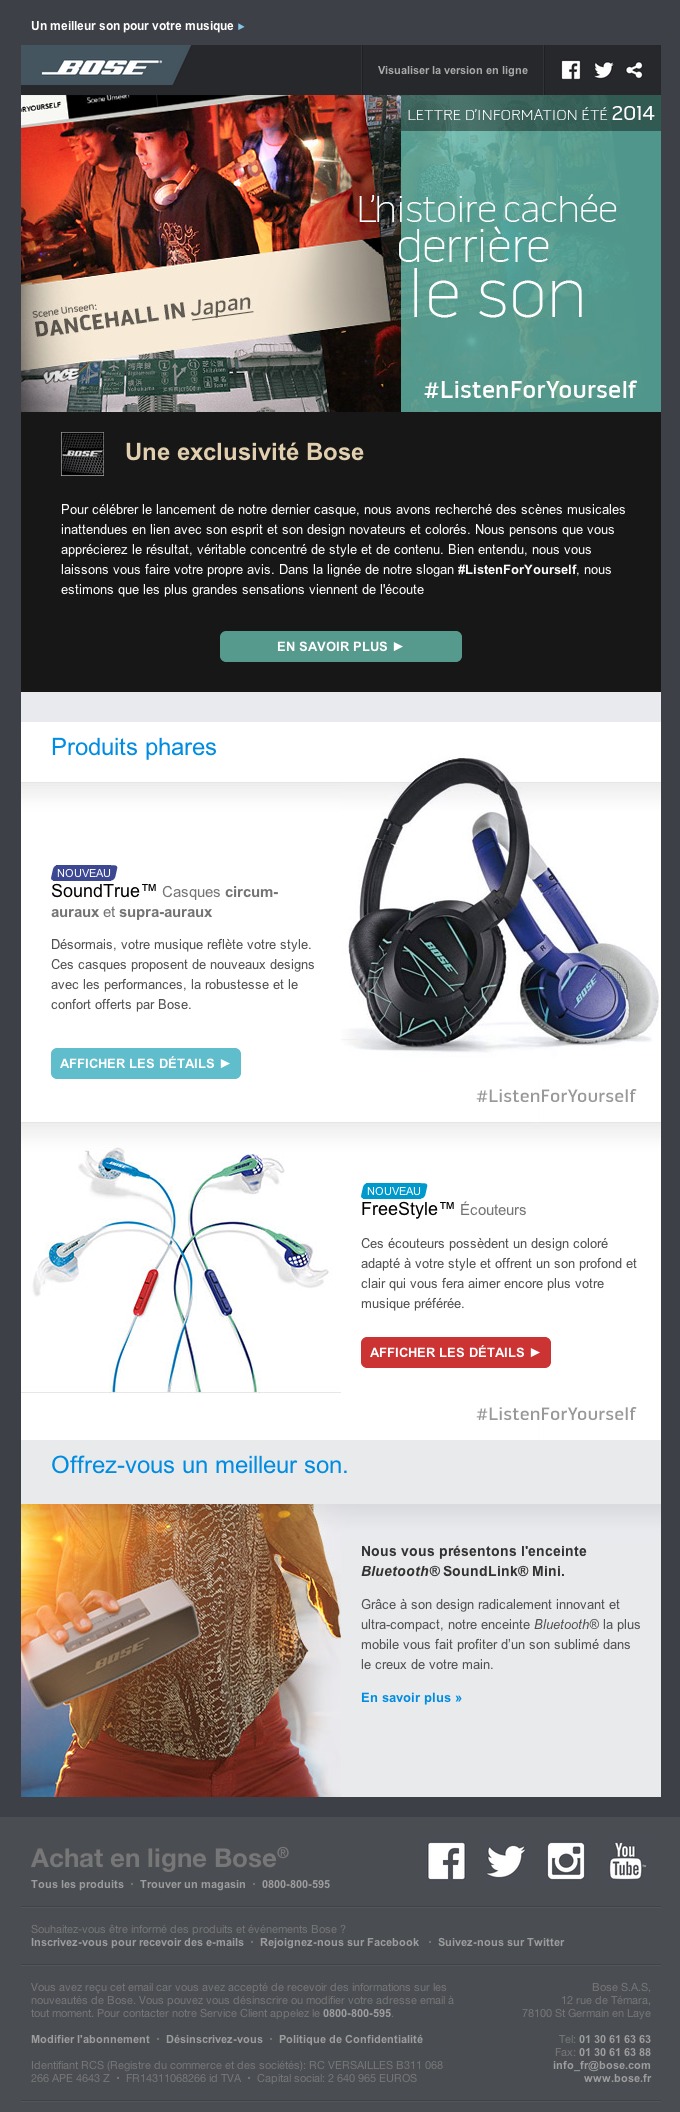 Un meilleur son pour votre musique ►
BOSE
Visualiser la version en ligne
RYOURSELF
Scene Unseen
LETTRE D'INFORMATION ÉTÉ 2014
L'histoire cachée
derrière
le son
Scene Unseen:
DANCEHALL IN Japan
VICE
#ListenForYourself
BOSE
Une exclusivité Bose
Pour célébrer le lancement de notre dernier casque, nous avons recherché des scènes musicales
inattendues en lien avec son esprit et son design novateurs et colorés. Nous pensons que vous
apprécierez le résultat, véritable concentré de style et de contenu. Bien entendu, nous vous
laissons vous faire votre propre avis. Dans la lignée de notre slogan #ListenForYourself, nous
estimons que les plus grandes sensations viennent de l'écoute
EN SAVOIR PLUS ►
Produits phares
NOUVEAU
SoundTrue™ Casques circum-
auraux et supra-auraux
Désormais, votre musique reflète votre style.
Ces casques proposent de nouveaux designs
avec les performances, la robustesse et le
confort offerts par Bose.
AFFICHER LES DÉTAILS ►
BOSE
BOSE
R
#ListenForYourself
NOUVEAU
FreeStyle™ Écouteurs
Ces écouteurs possèdent un design coloré
adapté à votre style et offrent un son profond et
clair qui vous fera aimer encore plus votre
musique préférée.
AFFICHER LES DÉTAILS ►
#ListenForYourself
Offrez-vous un meilleur son.
BOSE
Nous vous présentons l'enceinte
Bluetooth® SoundLink® Mini.
Grâce à son design radicalement innovant et
ultra-compact, notre enceinte Bluetooth® la plus
mobile vous fait profiter d'un son sublimé dans
le creux de votre main.
En savoir plus »
Achat en ligne Bose®
Tous les produits · Trouver un magasin · 0800-800-595
You Tube
Souhaitez-vous être informé des produits et événements Bose ?
Inscrivez-vous pour recevoir des e-mails · Rejoignez-nous sur Facebook · Suivez-nous sur Twitter
Vous avez reçu cet email car vous avez accepté de recevoir des informations sur les
nouveautés de Bose. Vous pouvez vous désinscrire ou modifier votre adresse email à
tout moment. Pour contacter notre Service Client appelez le 0800-800-595.
Modifier l'abonnement · Désinscrivez-vous · Politique de Confidentialité
Identifiant RCS (Registre du commerce et des sociétés): RC VERSAILLES B311 068
266 APE 4643 Z · FR14311068266 id TVA · Capital social: 2 640 965 EUROS
Bose S.A.S,
12 rue de Témara,
78100 St Germain en Laye
Tel: 01 30 61 63 63
Fax: 01 30 61 63 88
info_fr@bose.com
www.bose.fr